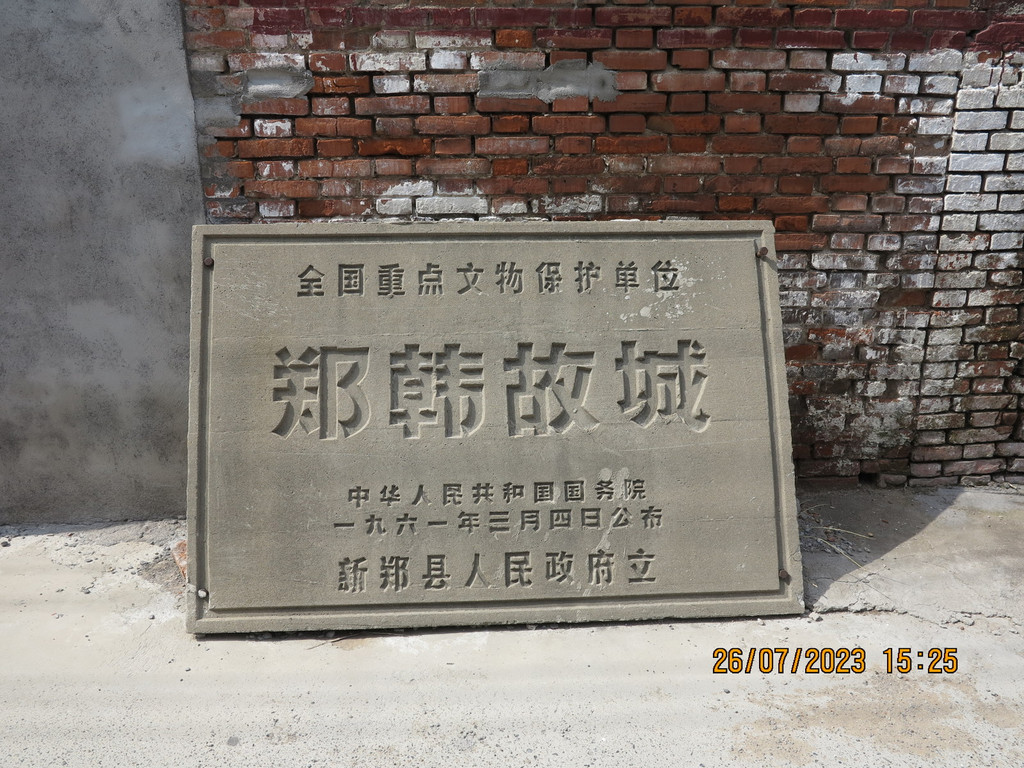 全国重点文物保护单位
郑韩故城
中华人民共和国国务院
一九六一年三月四日公布
新郑县人民政府立
26/07/2023 15:25